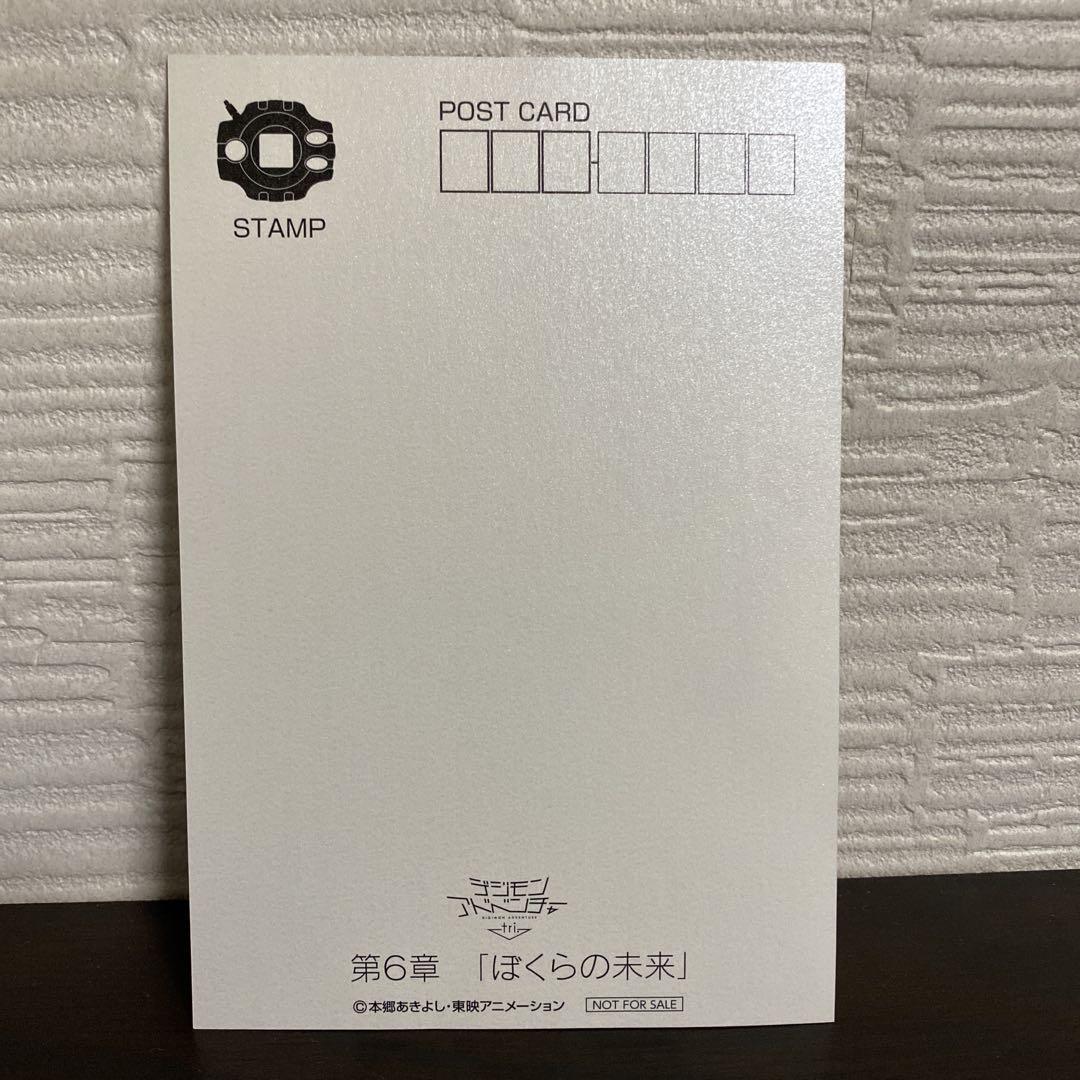 POST CARD
STAMP
デジモン
アドベンチャー
DIGIMON ADVENTURE
tri.
第6章 「ぼくらの未来」
©本郷あきよし・東映アニメーション NOT FOR SALE